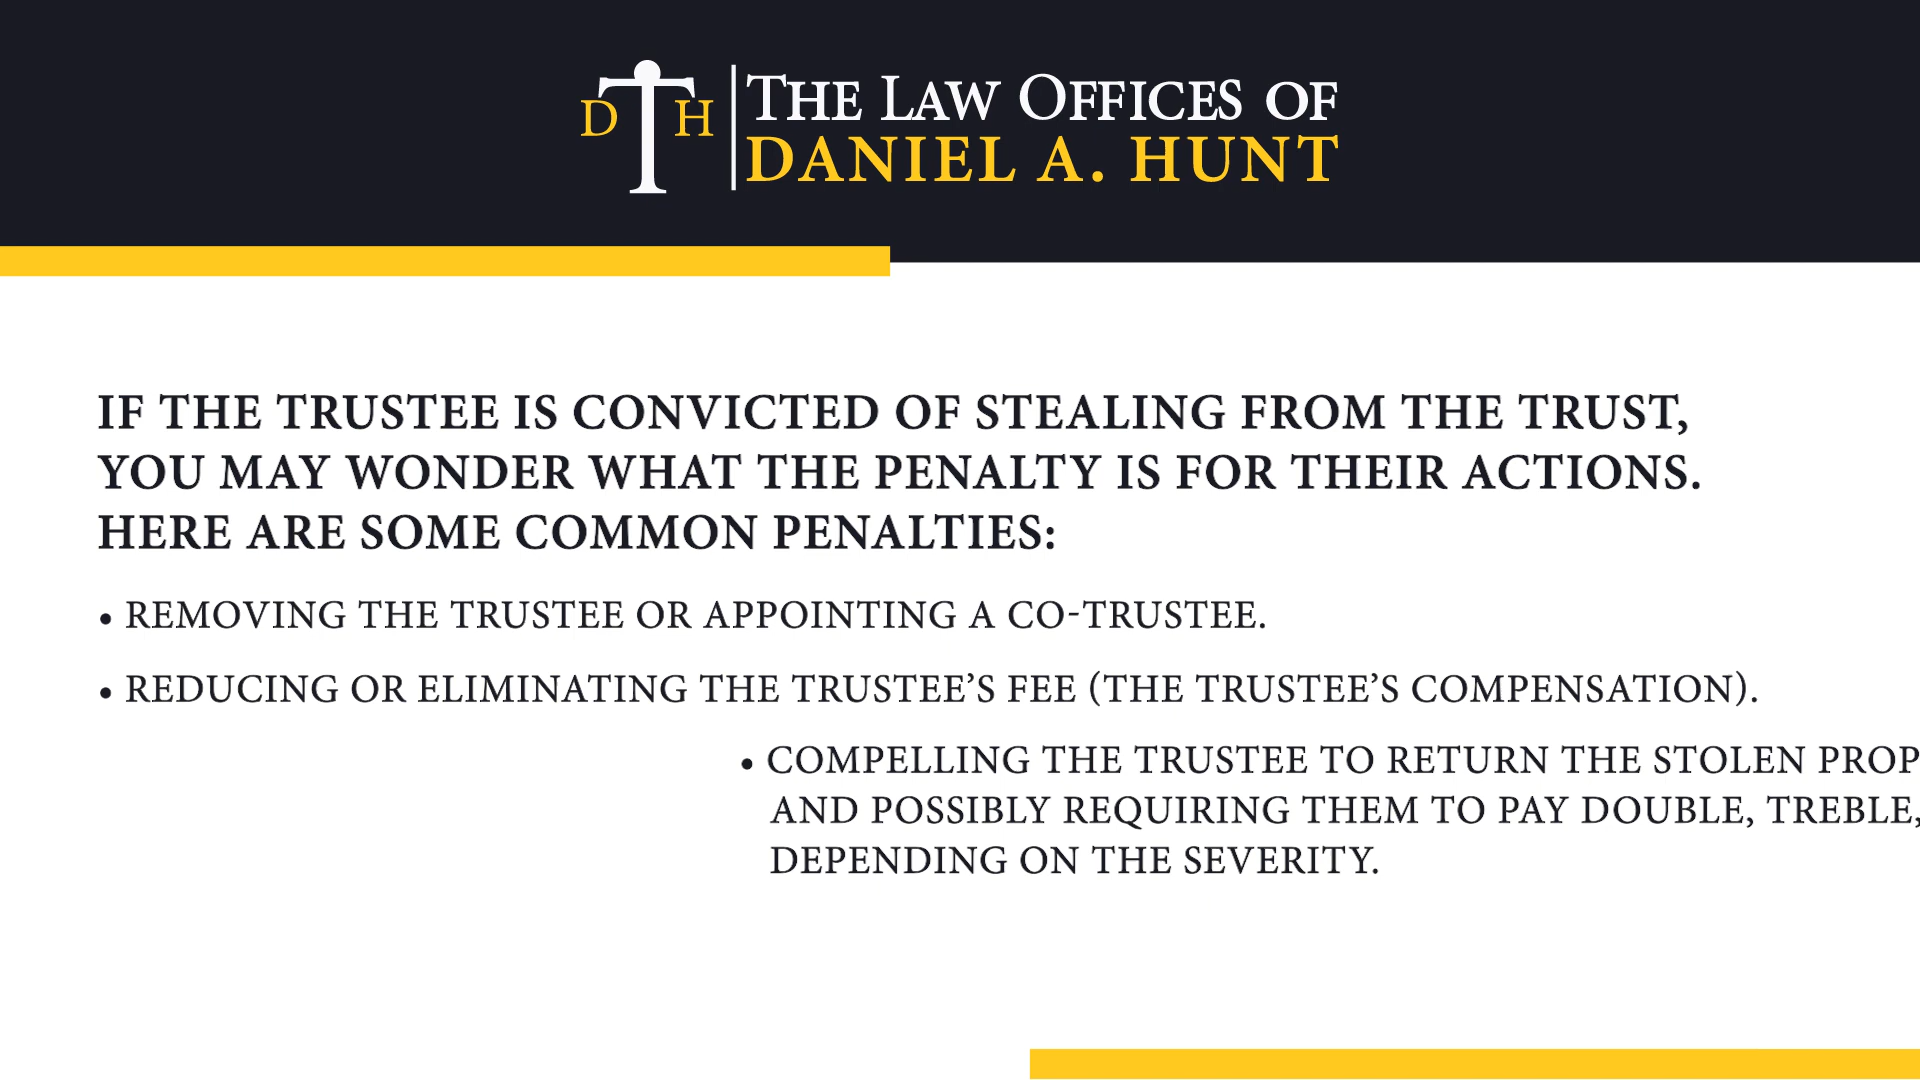 D T H
THE LAW OFFICES OF
DANIEL A. HUNT
IF THE TRUSTEE IS CONVICTED OF STEALING FROM THE TRUST,
YOU MAY WONDER WHAT THE PENALTY IS FOR THEIR ACTIONS.
HERE ARE SOME COMMON PENALTIES:
• REMOVING THE TRUSTEE OR APPOINTING A CO-TRUSTEE.
• REDUCING OR ELIMINATING THE TRUSTEE’S FEE (THE TRUSTEE’S COMPENSATION).
• COMPELLING THE TRUSTEE TO RETURN THE STOLEN PROP
AND POSSIBLY REQUIRING THEM TO PAY DOUBLE, TREBLE,
DEPENDING ON THE SEVERITY.